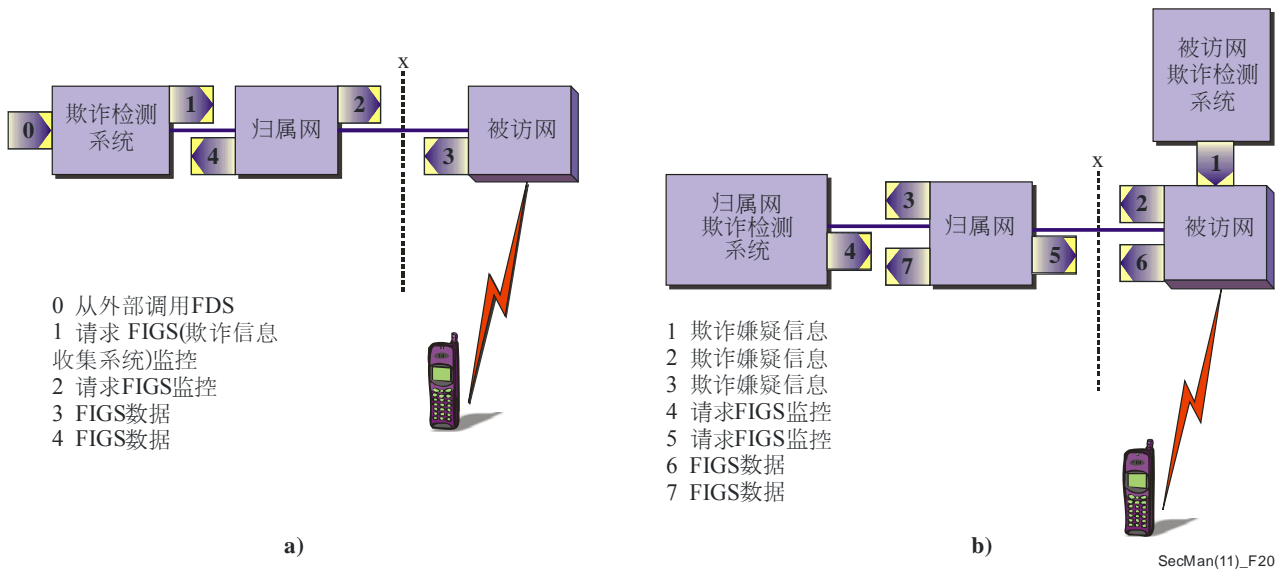 x
0
欺诈检测
系统
1
4
归属网
2
3
被访网
0 从外部调用FDS
1 请求 FIGS(欺诈信息
收集系统)监控
2 请求FIGS监控
3 FIGS数据
4 FIGS数据
a)
被访网
欺诈检测
系统
1
x
归属网
欺诈检测
系统
4
3
7
归属网
5
2
6
被访网
1 欺诈嫌疑信息
2 欺诈嫌疑信息
3 欺诈嫌疑信息
4 请求FIGS监控
5 请求FIGS监控
6 FIGS数据
7 FIGS数据
b)
SecMan(11)_F20